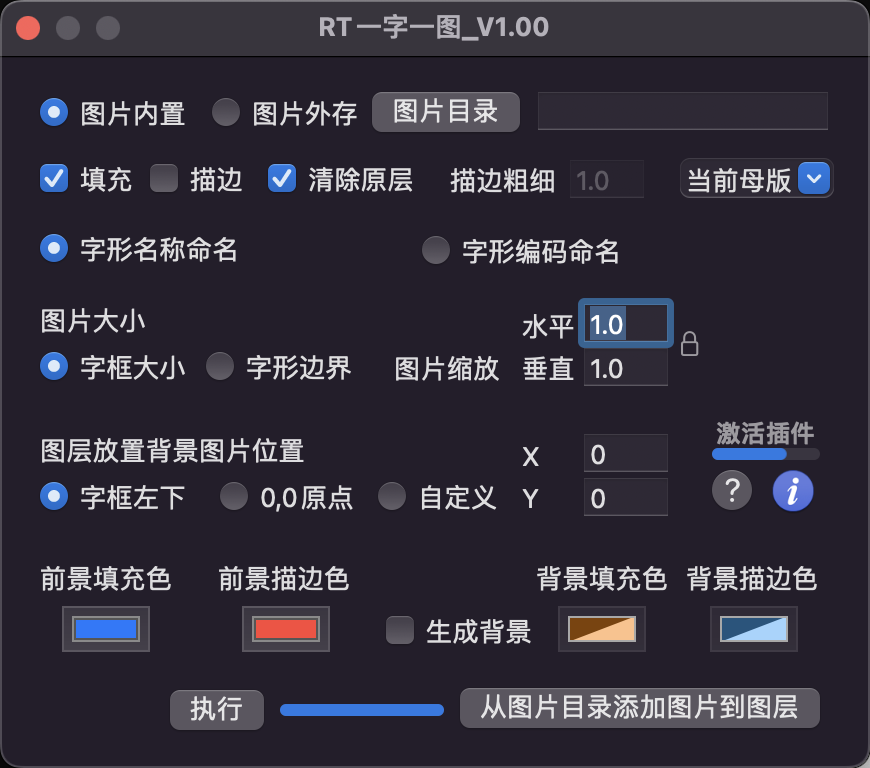 RT一字一图_V1.00
图片内置 图片外存 图片目录
填充 描边 清除原层 描边粗细 1.0 当前母版
字形名称命名 字形编码命名
图片大小 水平 1.0
字框大小 字形边界 图片缩放 垂直 1.0
图层放置背景图片位置 X 0 激活插件
字框左下 0,0原点 自定义 Y 0 ? i
前景填充色 前景描边色 背景填充色 背景描边色
生成背景
执行 从图片目录添加图片到图层